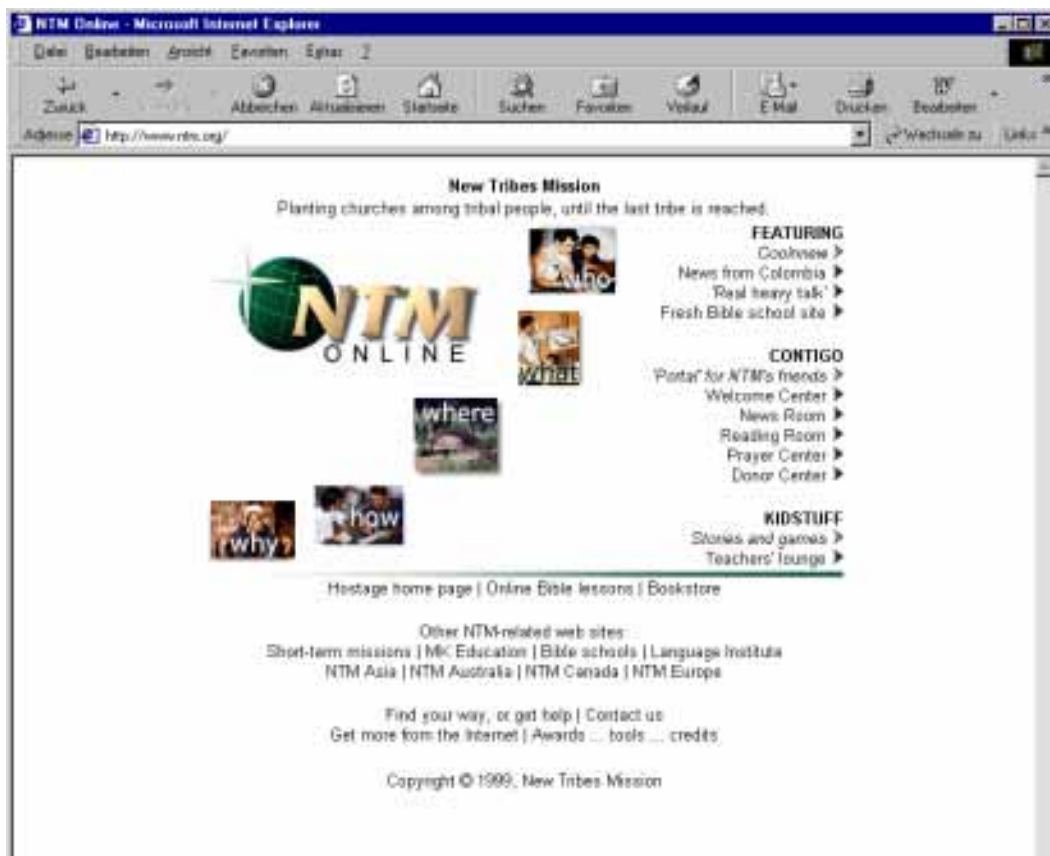 NTM Online - Microsoft Internet Explorer
Datei Bearbeiten Ansicht Favoriten Extras ?
Zurück Abbrechen Aktualisieren Startseite Suchen Favoriten Verlauf E-Mail Drucken Bearbeiten
Adresse http://www.ntm.org/ Wechseln zu Links
New Tribes Mission
Planting churches among tribal people, until the last tribe is reached.
NTM
ONLINE
who
what
where
how
why
FEATURING
News from Colombia
'Real heavy talk'
Fresh Bible school site
CONTIGO
'Portal' for NTM's friends
Welcome Center
News Room
Reading Room
Prayer Center
Donor Center
KIDSTUFF
Stories and games
Teachers' lounge
Hostage home page | Online Bible lessons | Bookstore
Other NTM-related web sites
Short-term missions | MK Education | Bible schools | Language Institute
NTM Asia | NTM Australia | NTM Canada | NTM Europe
Find your way, or get help | Contact us
Get more from the Internet | Awards ... tools ... credits
Copyright © 1999, New Tribes Mission